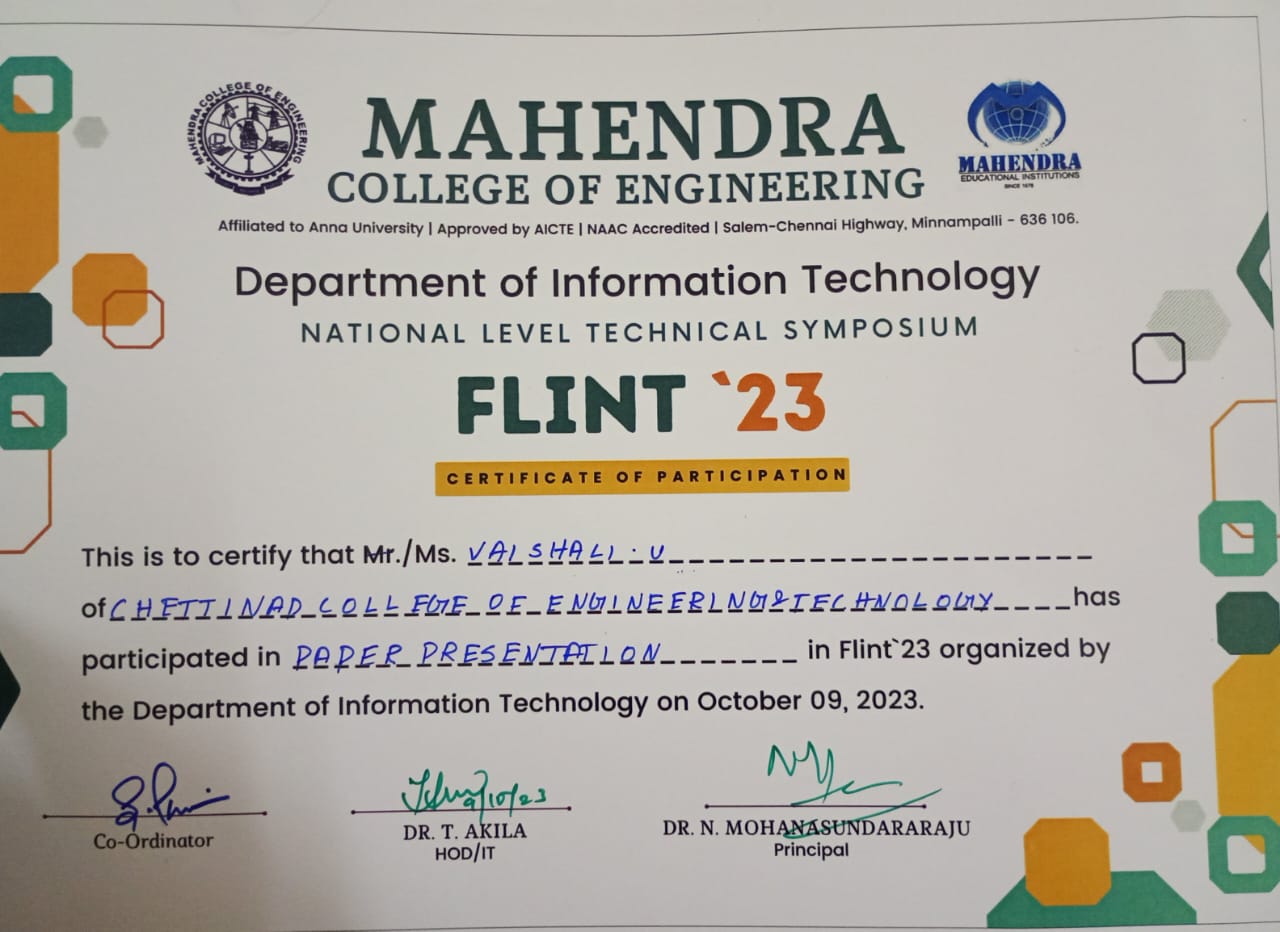 MAHENDRA COLLEGE OF ENGINEERING
MAHENDRA
COLLEGE OF ENGINEERING
MAHENDRA
EDUCATIONAL INSTITUTIONS
SINCE 1978
Affiliated to Anna University | Approved by AICTE | NAAC Accredited | Salem-Chennai Highway, Minnampalli - 636 106.
Department of Information Technology
NATIONAL LEVEL TECHNICAL SYMPOSIUM
FLINT `23
CERTIFICATE OF PARTICIPATION
This is to certify that Mr./Ms. VALSHALL.U
of CHETTINAD COLLEGE OF ENGINEERING & TECHNOLOGY has
participated in PAPER PRESENTATION in Flint`23 organized by
the Department of Information Technology on October 09, 2023.
9/10/23
Co-Ordinator
DR. T. AKILA
HOD/IT
DR. N. MOHANASUNDARARAJU
Principal